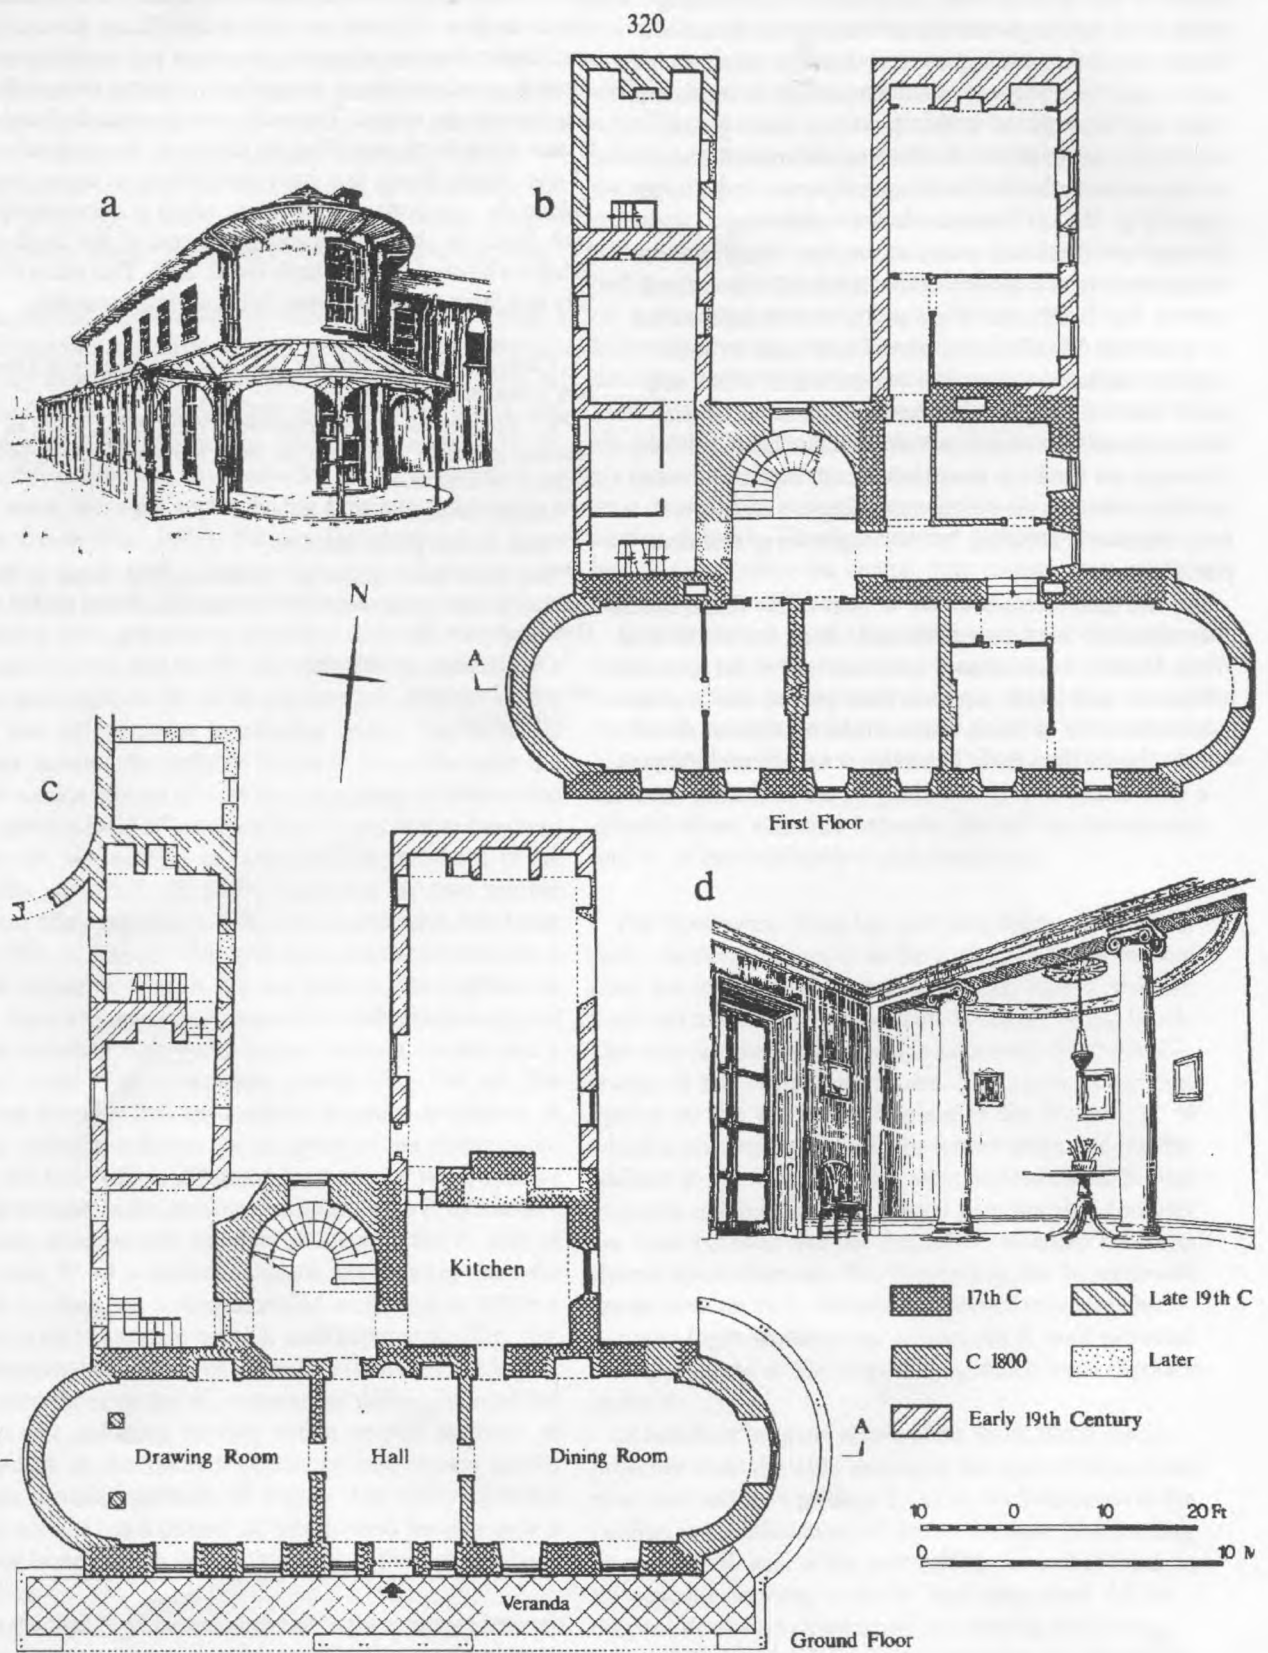 320
a
b
N
A
First Floor
c
d
Kitchen
17th C
Late 19th C
C 1800
Later
Early 19th Century
A
Drawing Room
Hall
Dining Room
10 0 10 20 Ft
0 10 M
Veranda
Ground Floor